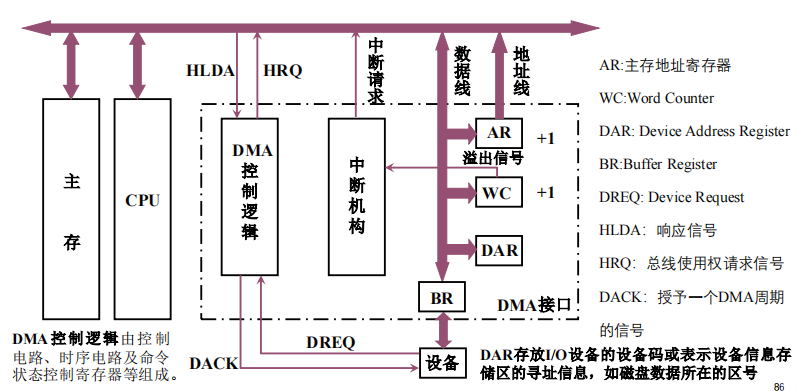 HLDA
HRQ
中断请求
数据线
地址线
主存
CPU
DMA控制逻辑
中断机构
AR
+1
溢出信号
WC
+1
DAR
BR
DMA接口
DREQ
DACK
设备
AR:主存地址寄存器
WC:Word Counter
DAR: Device Address Register
BR:Buffer Register
DREQ: Device Request
HLDA：响应信号
HRQ：总线使用权请求信号
DACK：授予一个DMA周期
的信号
DMA控制逻辑由控制
电路、时序电路及命令
状态控制寄存器等组成。
DAR存放I/O设备的设备码或表示设备信息存
储区的寻址信息，如磁盘数据所在的区号
86